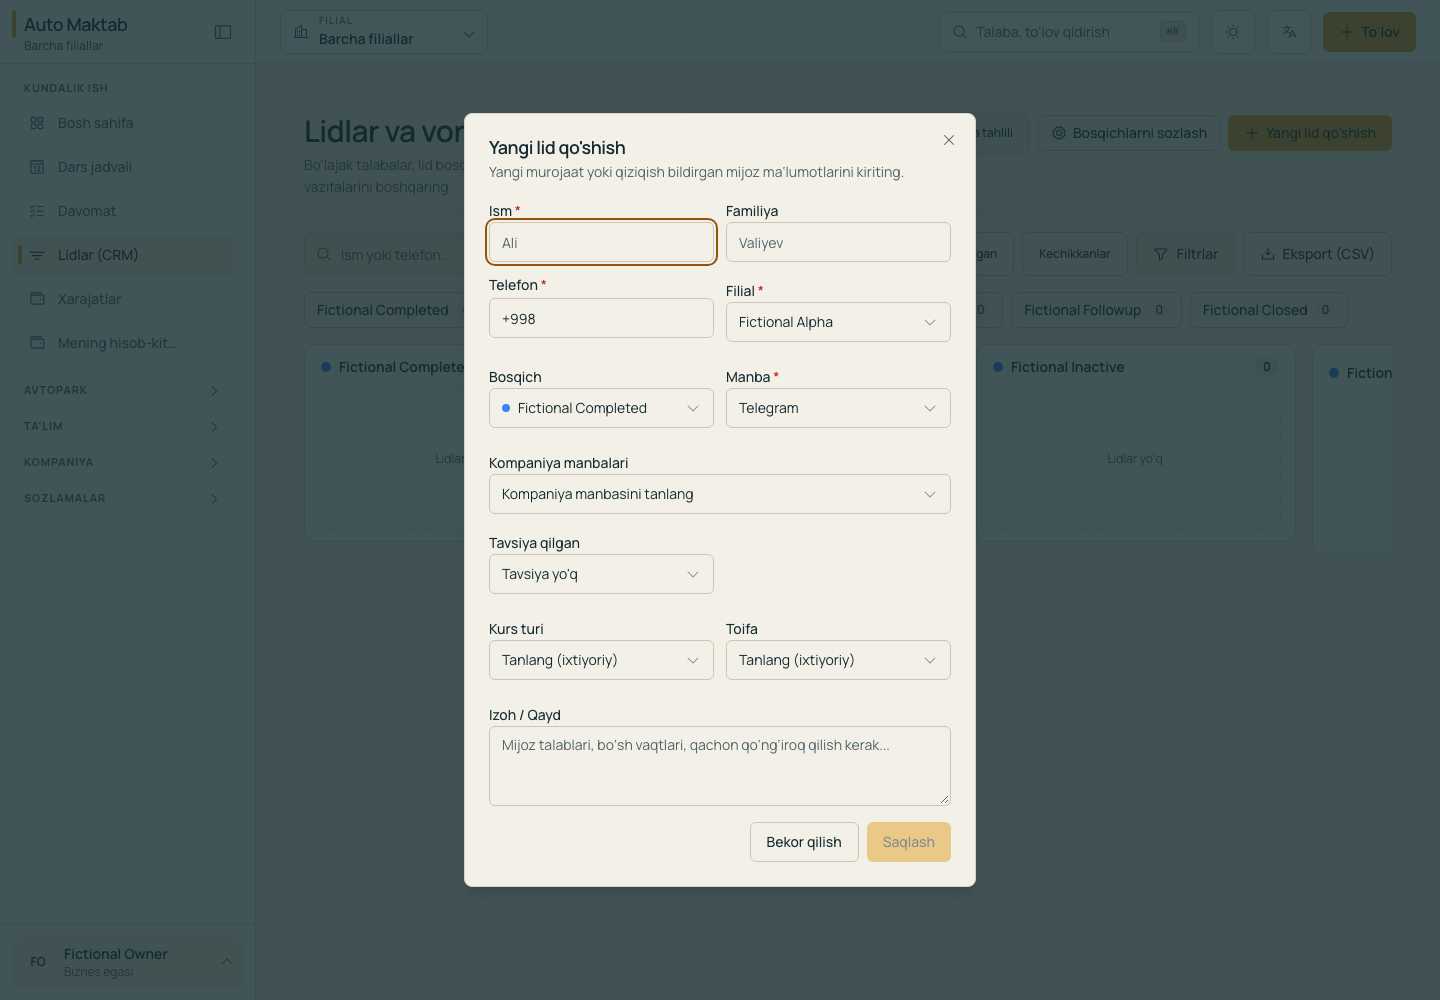 Auto Maktab
Barcha filiallar
FILIAL
Barcha filiallar
Talaba, to'lov qidirish
⌘K
To'lov
KUNDALIK ISH
Bosh sahifa
Dars jadvali
Davomat
Lidlar (CRM)
Xarajatlar
Mening hisob-kit...
AVTOPARK
TA'LIM
KOMPANIYA
SOZLAMALAR
FO
Fictional Owner
Biznes egasi
Lidlar va vor
a tahlili
Bosqichlarni sozlash
Yangi lid qo'shish
Bo'lajak talabalar, lid bosq
vazifalarini boshqaring
Ism yoki telefon...
gan
Kechikkanlar
Filtrlar
Eksport (CSV)
Fictional Completed
0
Fictional Followup 0
Fictional Closed 0
Fictional Complete
Lidlar
Fictional Inactive 0
Lidlar yo'q
Fiction
Yangi lid qo'shish
Yangi murojaat yoki qiziqish bildirgan mijoz ma'lumotlarini kiriting.
Ism *
Familiya
Ali
Valiyev
Telefon *
Filial *
+998
Fictional Alpha
Bosqich
Manba *
Fictional Completed
Telegram
Kompaniya manbalari
Kompaniya manbasini tanlang
Tavsiya qilgan
Tavsiya yo'q
Kurs turi
Toifa
Tanlang (ixtiyoriy)
Tanlang (ixtiyoriy)
Izoh / Qayd
Mijoz talablari, bo'sh vaqtlari, qachon qo'ng'iroq qilish kerak...
Bekor qilish
Saqlash